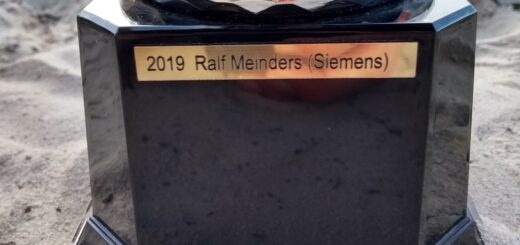 2019 Ralf Meinders (Siemens)